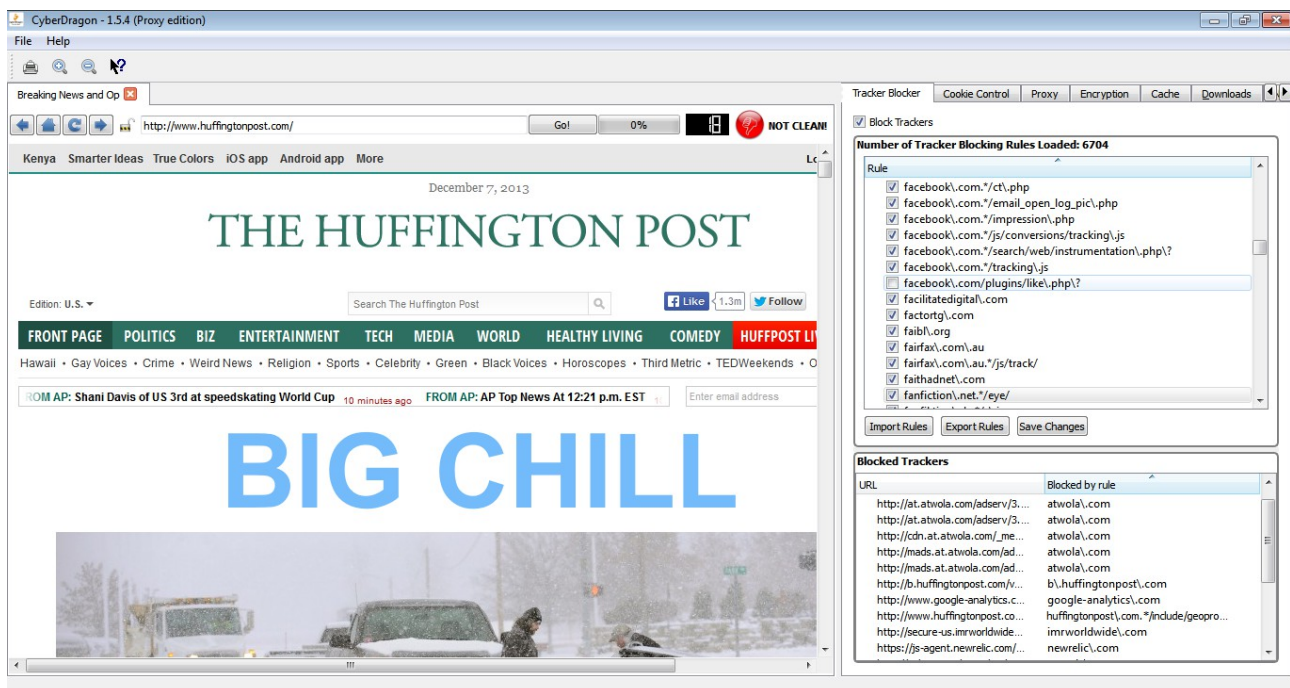 CyberDragon - 1.5.4 (Proxy edition)
File Help
Breaking News and Op
http://www.huffingtonpost.com/ Go! 0% 18 NOT CLEAN!
Kenya Smarter Ideas True Colors iOS app Android app More
December 7, 2013
THE HUFFINGTON POST
Edition: U.S. Search The Huffington Post Like 1.3m Follow
FRONT PAGE POLITICS BIZ ENTERTAINMENT TECH MEDIA WORLD HEALTHY LIVING COMEDY HUFFPOST LI
Hawaii • Gay Voices • Crime • Weird News • Religion • Sports • Celebrity • Green • Black Voices • Horoscopes • Third Metric • TEDWeekends • O
ROM AP: Shani Davis of US 3rd at speedskating World Cup 10 minutes ago FROM AP: AP Top News At 12:21 p.m. EST Enter email address
BIG CHILL
Tracker Blocker Cookie Control Proxy Encryption Cache Downloads
Block Trackers
Number of Tracker Blocking Rules Loaded: 6704
Rule
facebook\.com.*/ct\.php
facebook\.com.*/email_open_log_pic\.php
facebook\.com.*/impression\.php
facebook\.com.*/js/conversions/tracking\.js
facebook\.com.*/search/web/instrumentation\.php\?
facebook\.com.*/tracking\.js
facebook\.com/plugins/like\.php\?
facilitatedigital\.com
factortg\.com
faibl\.org
fairfax\.com\.au
fairfax\.com\.au.*/js/track/
faithadnet\.com
fanfiction\.net.*/eye/
Import Rules Export Rules Save Changes
Blocked Trackers
URL Blocked by rule
http://at.atwola.com/adserv/3.... atwola\.com
http://at.atwola.com/adserv/3.... atwola\.com
http://cdn.at.atwola.com/_me... atwola\.com
http://mads.at.atwola.com/ad... atwola\.com
http://mads.at.atwola.com/ad... atwola\.com
http://b.huffingtonpost.com/v... b\.huffingtonpost\.com
http://www.google-analytics.c... google-analytics\.com
http://www.huffingtonpost.co... huffingtonpost\.com.*/include/geopro...
http://secure-us.imrworldwide... imrworldwide\.com
https://js-agent.newrelic.com/... newrelic\.com